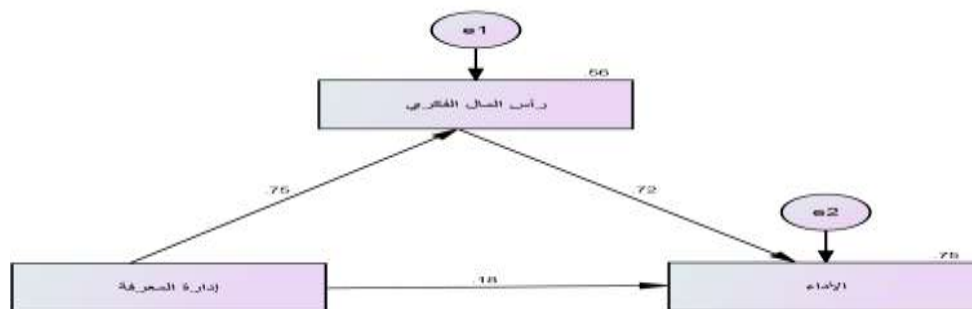 e1
.56
رأس المال الفكري
.75
.72
e2
.75
إدارة المعرفة
.18
الأداء